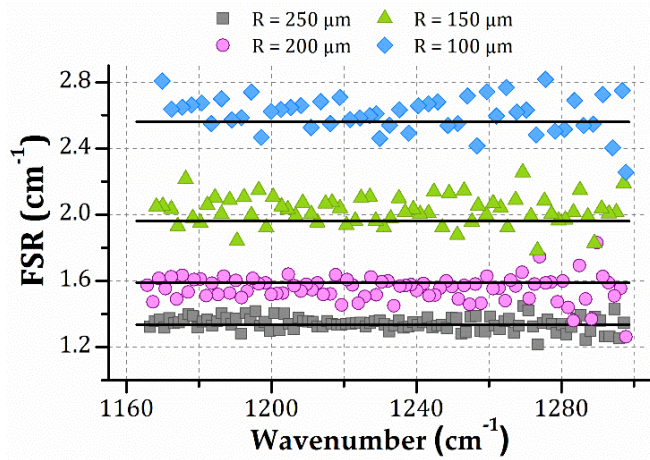 R = 250 μm
R = 150 μm
R = 200 μm
R = 100 μm
2.8
2.4
2.0
1.6
1.2
FSR (cm⁻¹)
1160
1200
1240
1280
Wavenumber (cm⁻¹)